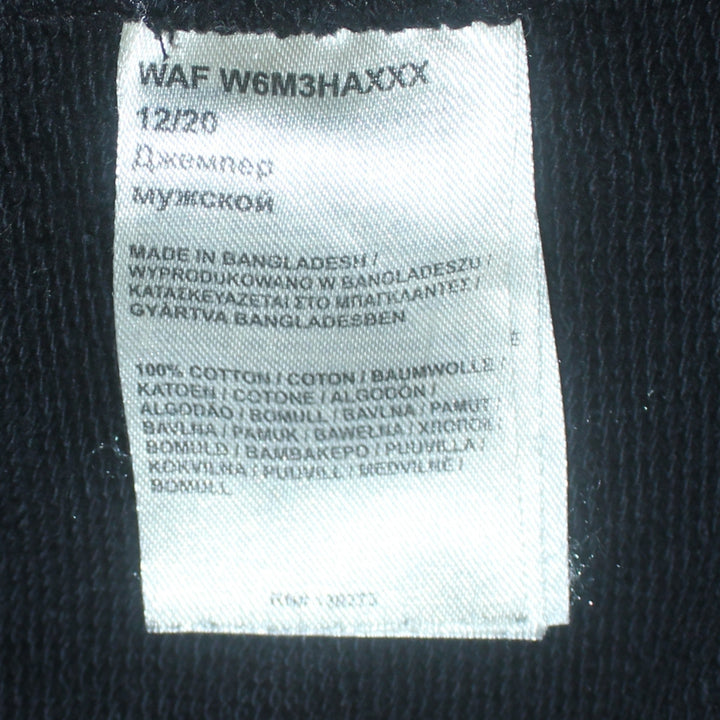 WAF W6M3HAXXX
12/20
Джемпер
мужской
MADE IN BANGLADESH /
WYPRODUKOWANO W BANGLADESZU /
ΚΑΤΑΣΚΕΥΑΖΕΤΑΙ ΣΤΟ ΜΠΑΓΚΛΑΝΤΕΣ /
GYÁRTVA BANGLADESBEN
100% COTTON / COTON / BAUMWOLLE /
KATOEN / COTONE / ALGODÓN /
ALGODÃO / BOMULL / BAVLNA / PAMUT /
BAVLNA / PAMUK / BAWEŁNA / ХЛОПОК /
BOMULD / ΒΑΜΒΑΚΕΡΟ / PUUVILLA /
KOKVILNA / PUUVILL / MEDVILNĖ /
BOMULL